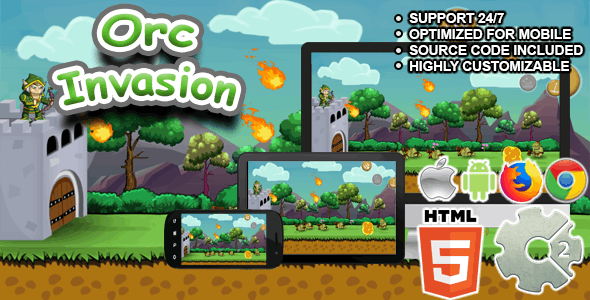 Orc
Invasion
• SUPPORT 24/7
• OPTIMIZED FOR MOBILE
• SOURCE CODE INCLUDED
• HIGHLY CUSTOMIZABLE
HTML
5
2